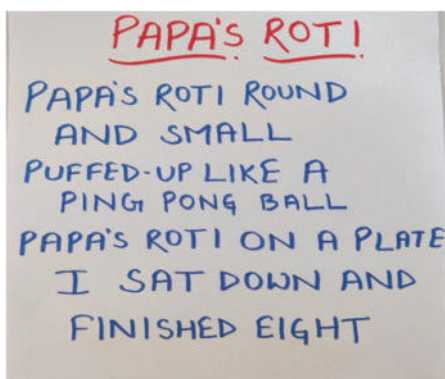 PAPA'S ROTI
PAPA'S ROTI ROUND
AND SMALL
PUFFED-UP LIKE A
PING PONG BALL
PAPA'S ROTI ON A PLATE
I SAT DOWN AND
FINISHED EIGHT